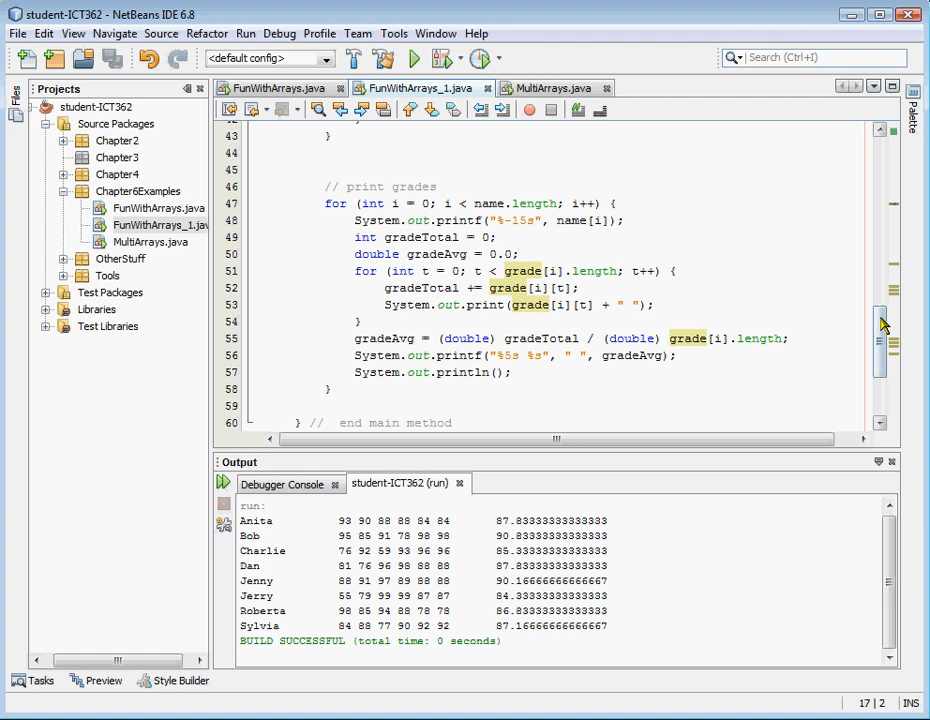 student-ICT362 - NetBeans IDE 6.8
File Edit View Navigate Source Refactor Run Debug Profile Team Tools Window Help
<default config>
Search (Ctrl+I)
Files
Projects
student-ICT362
Source Packages
Chapter2
Chapter3
Chapter4
Chapter6Examples
FunWithArrays.java
FunWithArrays_1.jav
MultiArrays.java
OtherStuff
Tools
Test Packages
Libraries
Test Libraries
FunWithArrays.java FunWithArrays_1.java MultiArrays.java
Palette
43 }
44
45
46 // print grades
47 for (int i = 0; i < name.length; i++) {
48 System.out.printf("%-15s", name[i]);
49 int gradeTotal = 0;
50 double gradeAvg = 0.0;
51 for (int t = 0; t < grade[i].length; t++) {
52 gradeTotal += grade[i][t];
53 System.out.print(grade[i][t] + " ");
54 }
55 gradeAvg = (double) gradeTotal / (double) grade[i].length;
56 System.out.printf("%5s %s", " ", gradeAvg);
57 System.out.println();
58 }
59
60 } // end main method
Output
Debugger Console student-ICT362 (run)
run:
Anita 93 90 88 88 84 84 87.83333333333333
Bob 95 85 91 78 98 98 90.83333333333333
Charlie 76 92 59 93 96 96 85.33333333333333
Dan 81 76 96 98 88 88 87.83333333333333
Jenny 88 91 97 89 88 88 90.16666666666667
Jerry 55 79 99 99 87 87 84.33333333333333
Roberta 98 85 94 88 78 78 86.83333333333333
Sylvia 84 88 77 90 92 92 87.16666666666667
BUILD SUCCESSFUL (total time: 0 seconds)
Tasks Preview Style Builder
17 | 2 INS